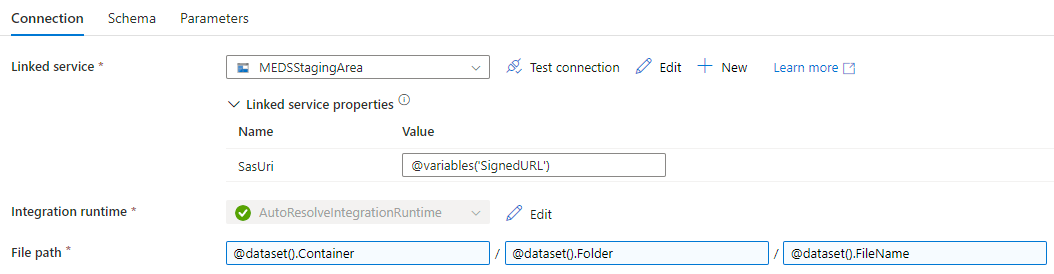 Connection Schema Parameters
Linked service * MEDSStagingArea Test connection Edit New Learn more
Linked service properties
Name Value
SasUri @variables('SignedURL')
Integration runtime * AutoResolveIntegrationRuntime Edit
File path * @dataset().Container / @dataset().Folder / @dataset().FileName